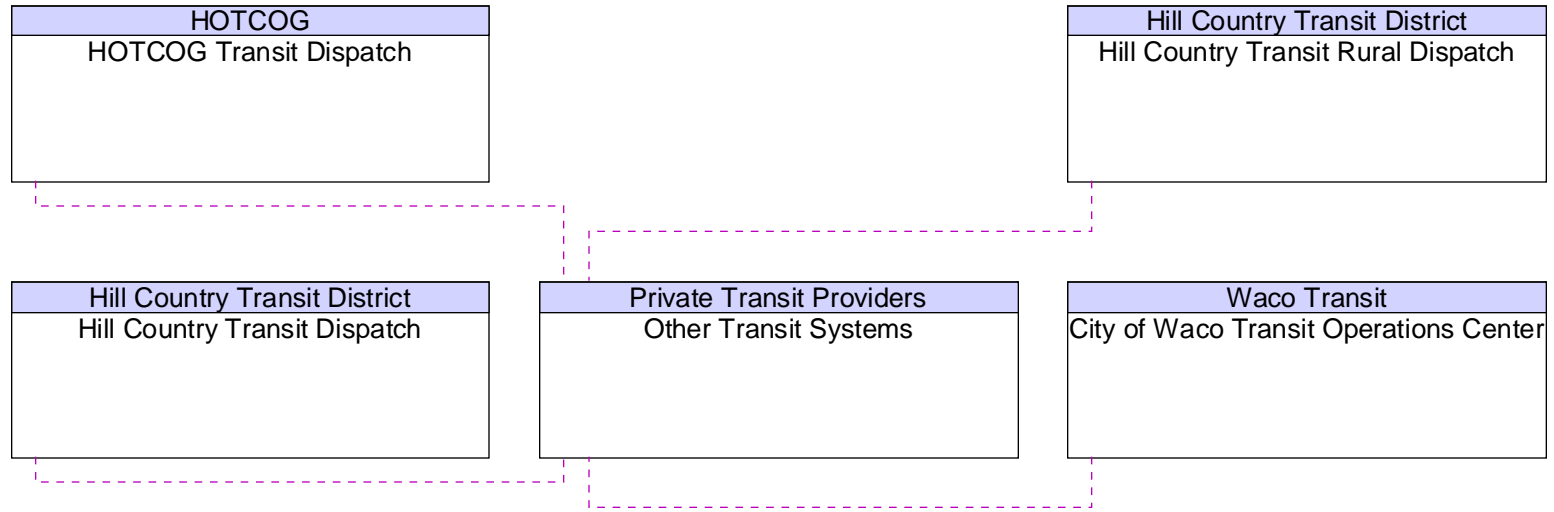 HOTCOG
HOTCOG Transit Dispatch
Hill Country Transit District
Hill Country Transit Rural Dispatch
Hill Country Transit District
Hill Country Transit Dispatch
Private Transit Providers
Other Transit Systems
Waco Transit
City of Waco Transit Operations Center